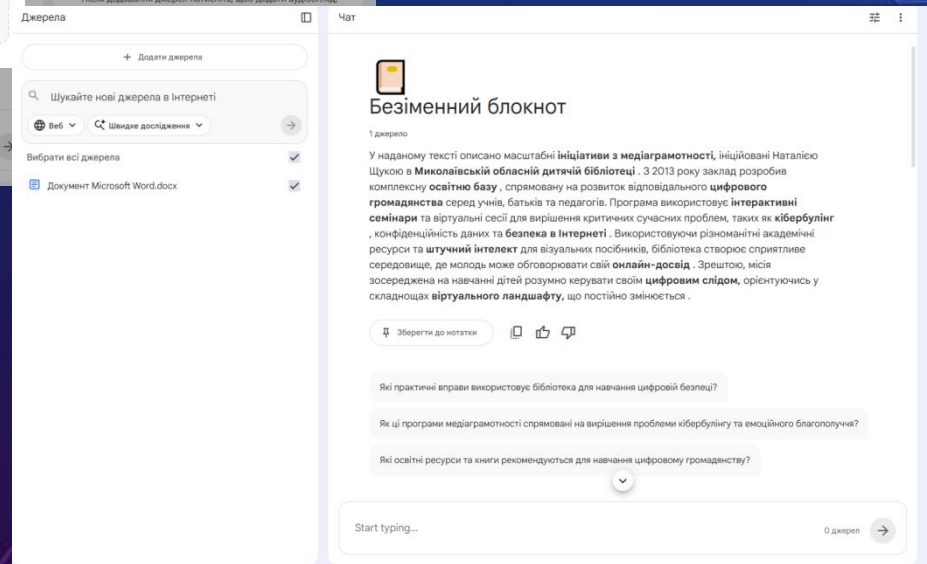 Після додавання джерел натисніть, щоб додати аудіоогляд,
Джерела
+ Додати джерела
Шукайте нові джерела в Інтернеті
Веб
Швидке дослідження
Вибрати всі джерела
Документ Microsoft Word.docx
Чат
Безіменний блокнот
1 джерело
У наданому тексті описано масштабні ініціативи з медіаграмотності, ініційовані Наталією
Щукою в Миколаївській обласній дитячій бібліотеці . З 2013 року заклад розробив
комплексну освітню базу , спрямовану на розвиток відповідального цифрового
громадянства серед учнів, батьків та педагогів. Програма використовує інтерактивні
семінари та віртуальні сесії для вирішення критичних сучасних проблем, таких як кібербулінг
, конфіденційність даних та безпека в Інтернеті . Використовуючи різноманітні академічні
ресурси та штучний інтелект для візуальних посібників, бібліотека створює сприятливе
середовище, де молодь може обговорювати свій онлайн-досвід . Зрештою, місія
зосереджена на навчанні дітей розумно керувати своїм цифровим слідом, орієнтуючись у
складнощах віртуального ландшафту, що постійно змінюється .
Зберегти до нотатки
Які практичні вправи використовує бібліотека для навчання цифровій безпеці?
Як ці програми медіаграмотності спрямовані на вирішення проблеми кібербулінгу та емоційного благополуччя?
Які освітні ресурси та книги рекомендуються для навчання цифровому громадянству?
Start typing...
0 джерел